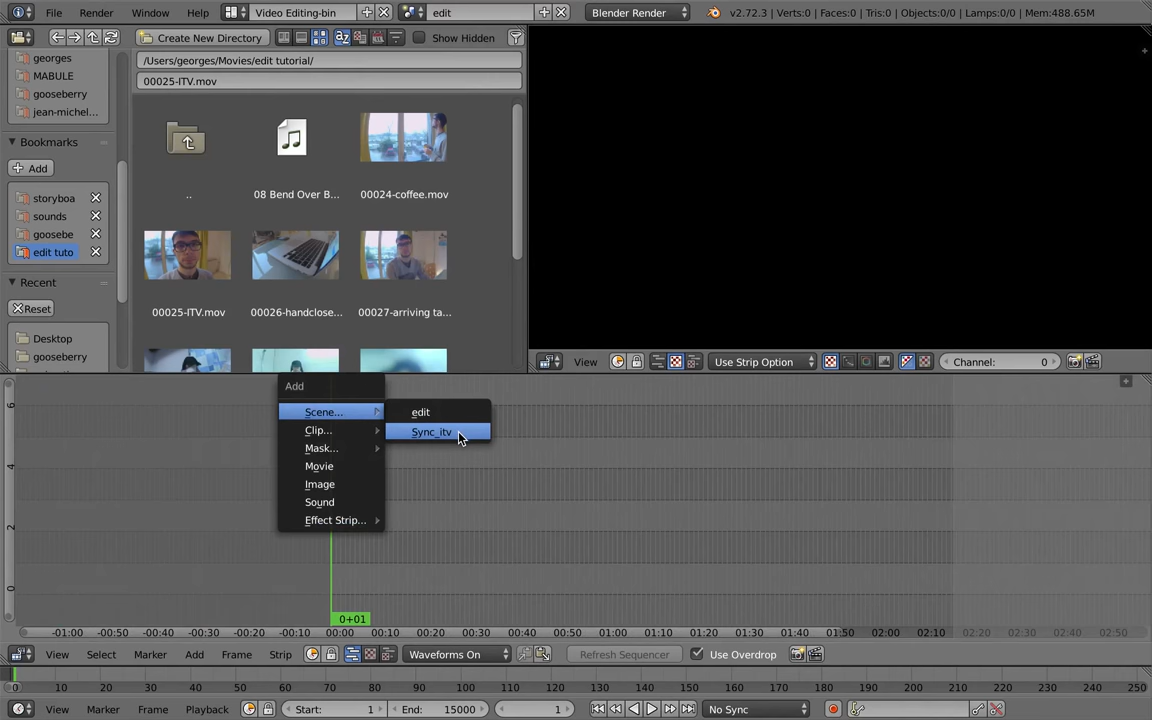 File Render Window Help Video Editing-bin edit Blender Render v2.72.3 | Verts:0 | Faces:0 | Tris:0 | Objects:0/0 | Lamps:0/0 | Mem:488.65M
Create New Directory Show Hidden
georges
MABULE
gooseberry
jean-michel...
Bookmarks
Add
storyboa
sounds
goosebe
edit tuto
Recent
Reset
Desktop
gooseberry
/Users/georges/Movies/edit tutorial/
00025-ITV.mov
.. 08 Bend Over B... 00024-coffee.mov
00025-ITV.mov 00026-handclose... 00027-arriving ta...
View Use Strip Option Channel: 0
Add
Scene...
Clip...
Mask...
Movie
Image
Sound
Effect Strip...
edit
Sync_itv
6
4
2
0
0+01
-01:00 -00:50 -00:40 -00:30 -00:20 -00:10 00:00 00:10 00:20 00:30 00:40 00:50 01:00 01:10 01:20 01:30 01:40 01:50 02:00 02:10 02:20 02:30 02:40 02:50
View Select Marker Add Frame Strip Waveforms On Refresh Sequencer Use Overdrop
0 10 20 30 40 50 60 70 80 90 100 110 120 130 140 150 160 170 180 190 200 210 220 230 240 250
View Marker Frame Playback Start: 1 End: 15000 1 No Sync